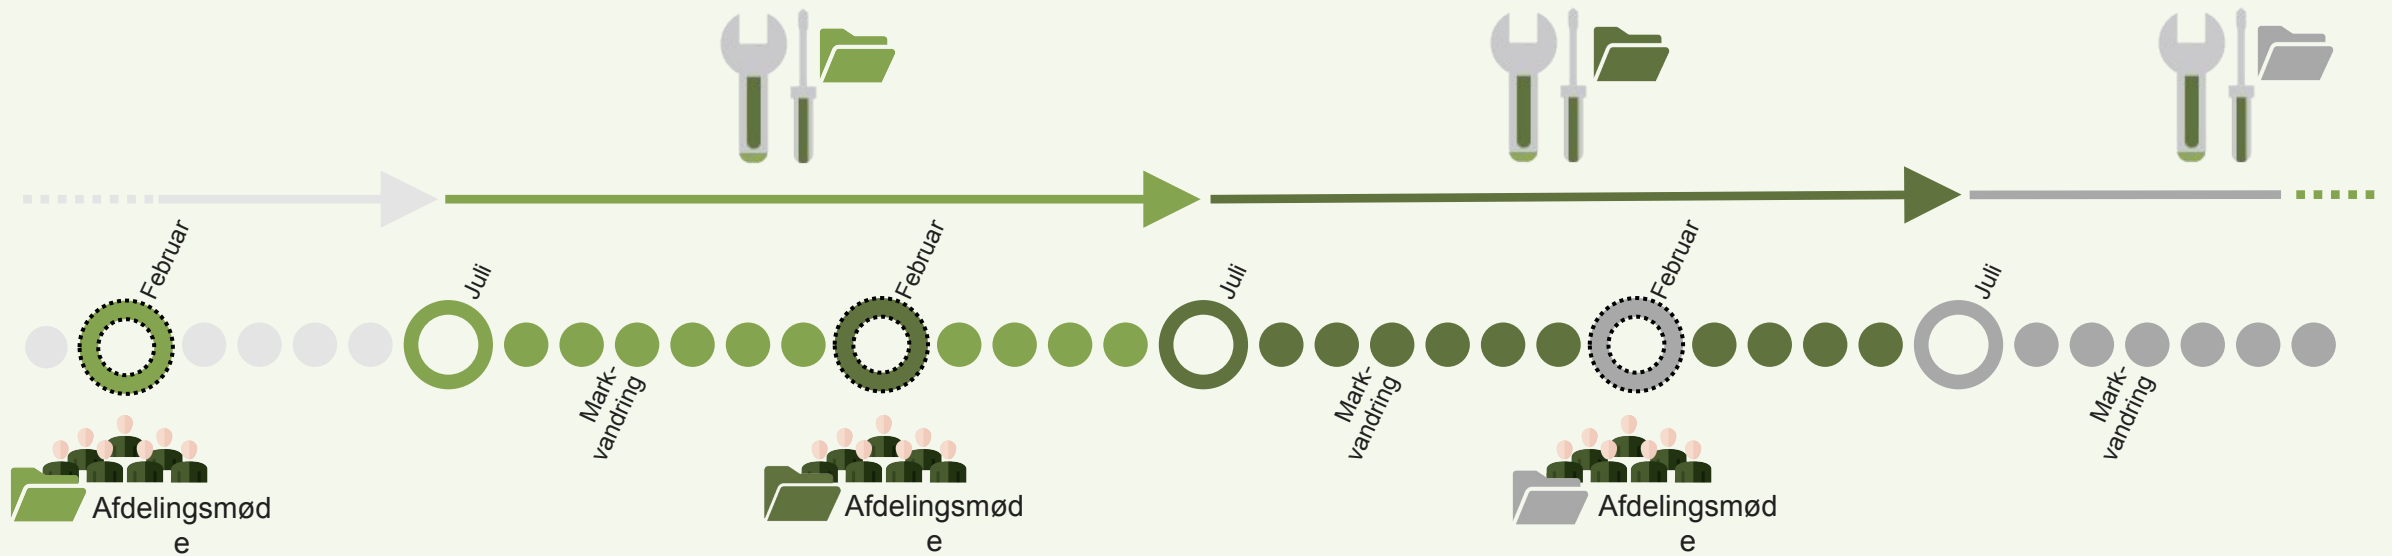 Februar
Juli
Februar
Juli
Februar
Juli
Mark-
vandring
Mark-
vandring
Mark-
vandring
Afdelingsmød
e
Afdelingsmød
e
Afdelingsmød
e